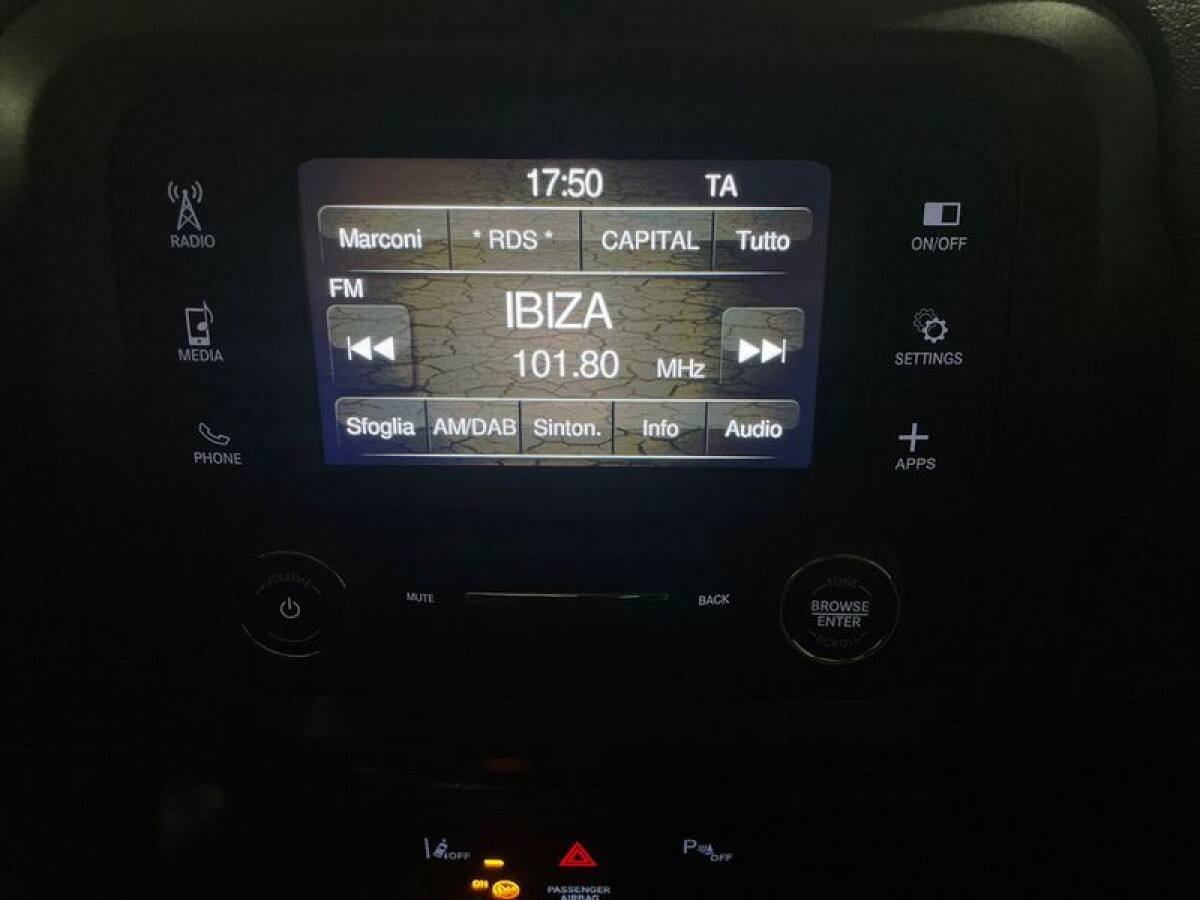 17:50 TA
Marconi * RDS * CAPITAL Tutto
RADIO
ON/OFF
FM
IBIZA
101.80 MHz
MEDIA
SETTINGS
Sfoglia AM/DAB Sinton. Info Audio
PHONE
APPS
VOLUME
MUTE
BACK
TUNE
BROWSE
ENTER
SCROLL
OFF
P OFF
ON OFF
PASSENGER
AIRBAG